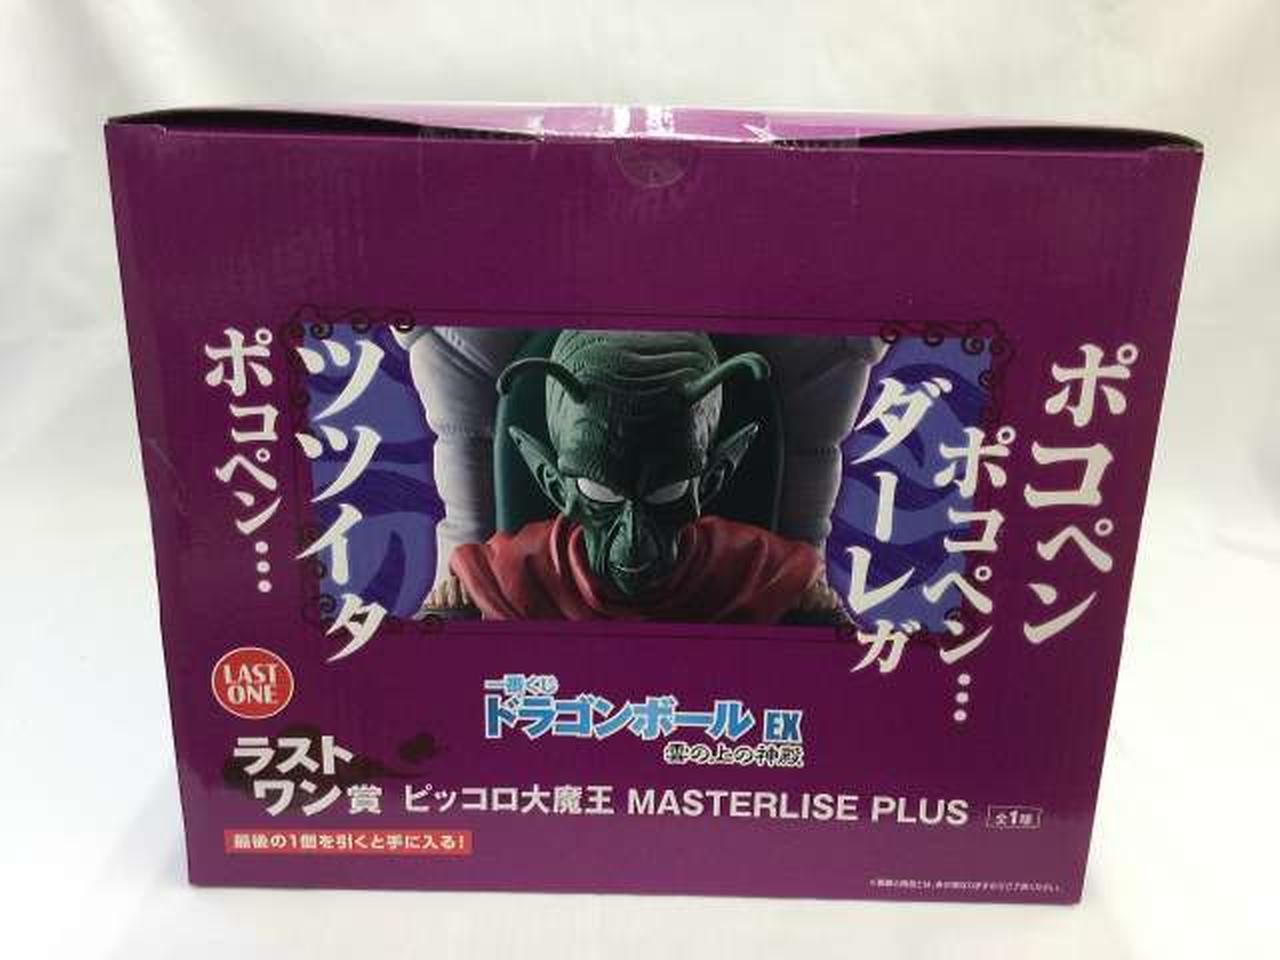 ポコペン
ポコペン…
ダーレガ
ツツイタ
ポコペン…
LAST
ONE
一番くじ
ドラゴンボール EX
雲の上の神殿
ラスト
ワン賞
ピッコロ大魔王 MASTERLISE PLUS
全1種
最後の1個を引くと手に入る!